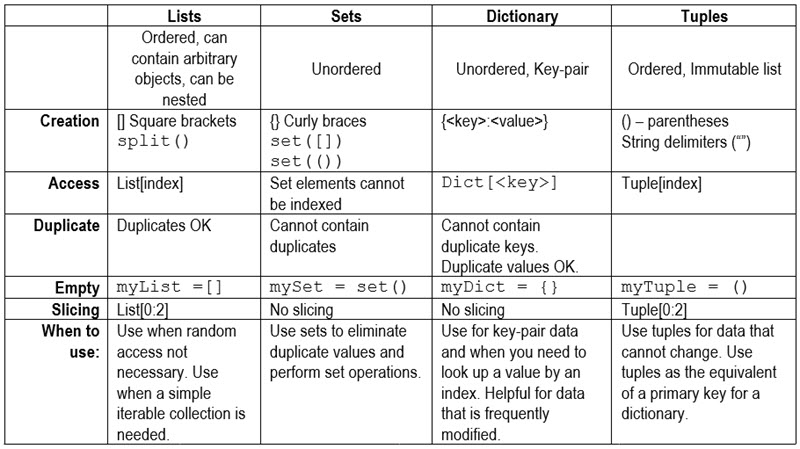 Lists Sets Dictionary Tuples
Ordered, can
contain arbitrary
objects, can be
nested
Unordered
Unordered, Key-pair
Ordered, Immutable list
Creation
[] Square brackets
split()
{} Curly braces
set([])
set(())
{<key>:<value>}
() – parentheses
String delimiters (“”)
Access
List[index]
Set elements cannot
be indexed
Dict[<key>]
Tuple[index]
Duplicate
Duplicates OK
Cannot contain
duplicates
Cannot contain
duplicate keys.
Duplicate values OK.
Empty
myList =[]
mySet = set()
myDict = {}
myTuple = ()
Slicing
List[0:2]
No slicing
No slicing
Tuple[0:2]
When to
use:
Use when random
access not
necessary. Use
when a simple
iterable collection is
needed.
Use sets to eliminate
duplicate values and
perform set operations.
Use for key-pair data
and when you need to
look up a value by an
index. Helpful for data
that is frequently
modified.
Use tuples for data that
cannot change. Use
tuples as the equivalent
of a primary key for a
dictionary.